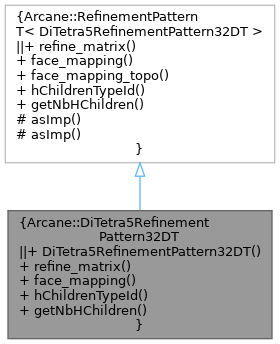 {Arcane::RefinementPattern
T< DiTetra5RefinementPattern32DT >
||+ refine_matrix()
+ face_mapping()
+ face_mapping_topo()
+ hChildrenTypeId()
+ getNbHChildren()
# asImp()
# asImp()
}
{Arcane::DiTetra5Refinement
Pattern32DT
||+ DiTetra5RefinementPattern32DT()
+ refine_matrix()
+ face_mapping()
+ hChildrenTypeId()
+ getNbHChildren()
}